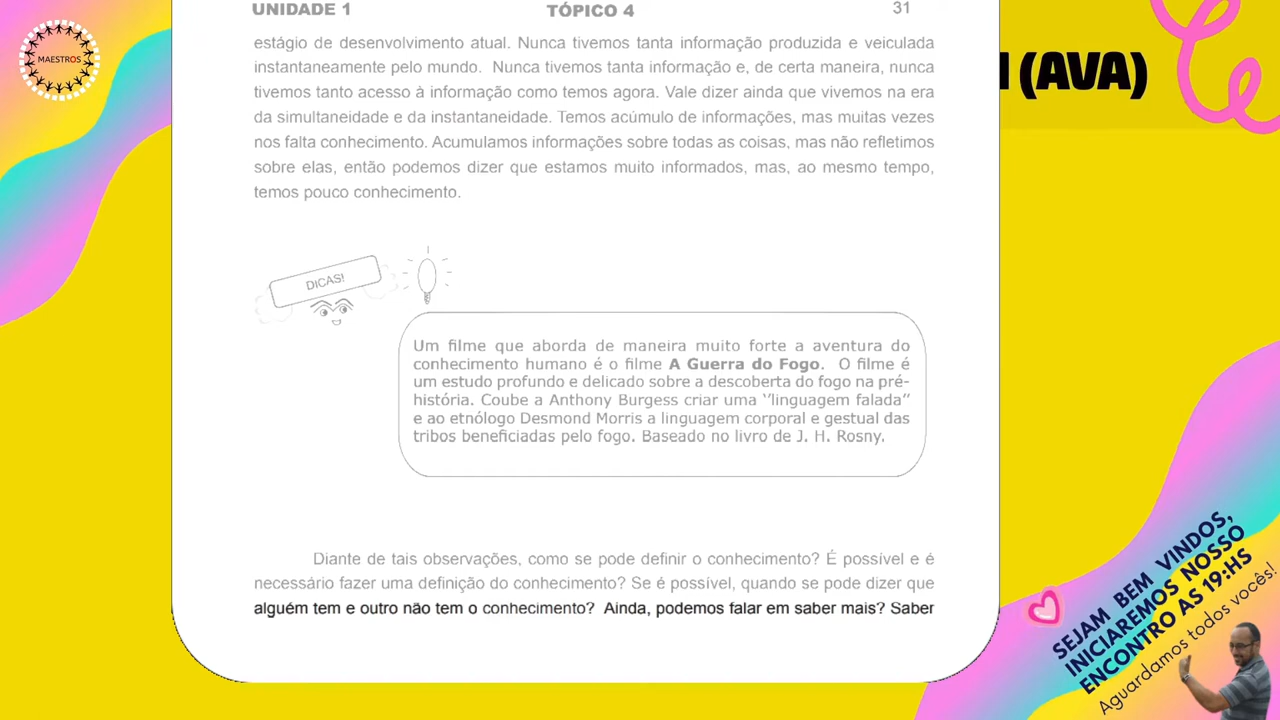 MAESTROS
UNIDADE 1
TÓPICO 4
31
(AVA)
estágio de desenvolvimento atual. Nunca tivemos tanta informação produzida e veiculada
instantaneamente pelo mundo. Nunca tivemos tanta informação e, de certa maneira, nunca
tivemos tanto acesso à informação como temos agora. Vale dizer ainda que vivemos na era
da simultaneidade e da instantaneidade. Temos acúmulo de informações, mas muitas vezes
nos falta conhecimento. Acumulamos informações sobre todas as coisas, mas não refletimos
sobre elas, então podemos dizer que estamos muito informados, mas, ao mesmo tempo,
temos pouco conhecimento.
DICAS!
Um filme que aborda de maneira muito forte a aventura do
conhecimento humano é o filme A Guerra do Fogo. O filme é
um estudo profundo e delicado sobre a descoberta do fogo na pré-
história. Coube a Anthony Burgess criar uma ‶linguagem falada″
e ao etnólogo Desmond Morris a linguagem corporal e gestual das
tribos beneficiadas pelo fogo. Baseado no livro de J. H. Rosny.
Diante de tais observações, como se pode definir o conhecimento? É possível e é
necessário fazer uma definição do conhecimento? Se é possível, quando se pode dizer que
alguém tem e outro não tem o conhecimento? Ainda, podemos falar em saber mais? Saber
SEJAM BEM VINDOS,
INICIAREMOS NOSSO
ENCONTRO AS 19:HS
Aguardamos todos vocês!